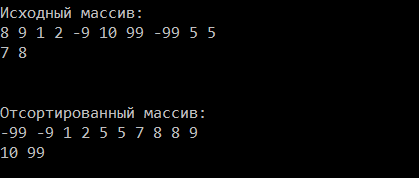 Исходный массив:
8 9 1 2 -9 10 99 -99 5 5
7 8
Отсортированный массив:
-99 -9 1 2 5 5 7 8 8 9
10 99